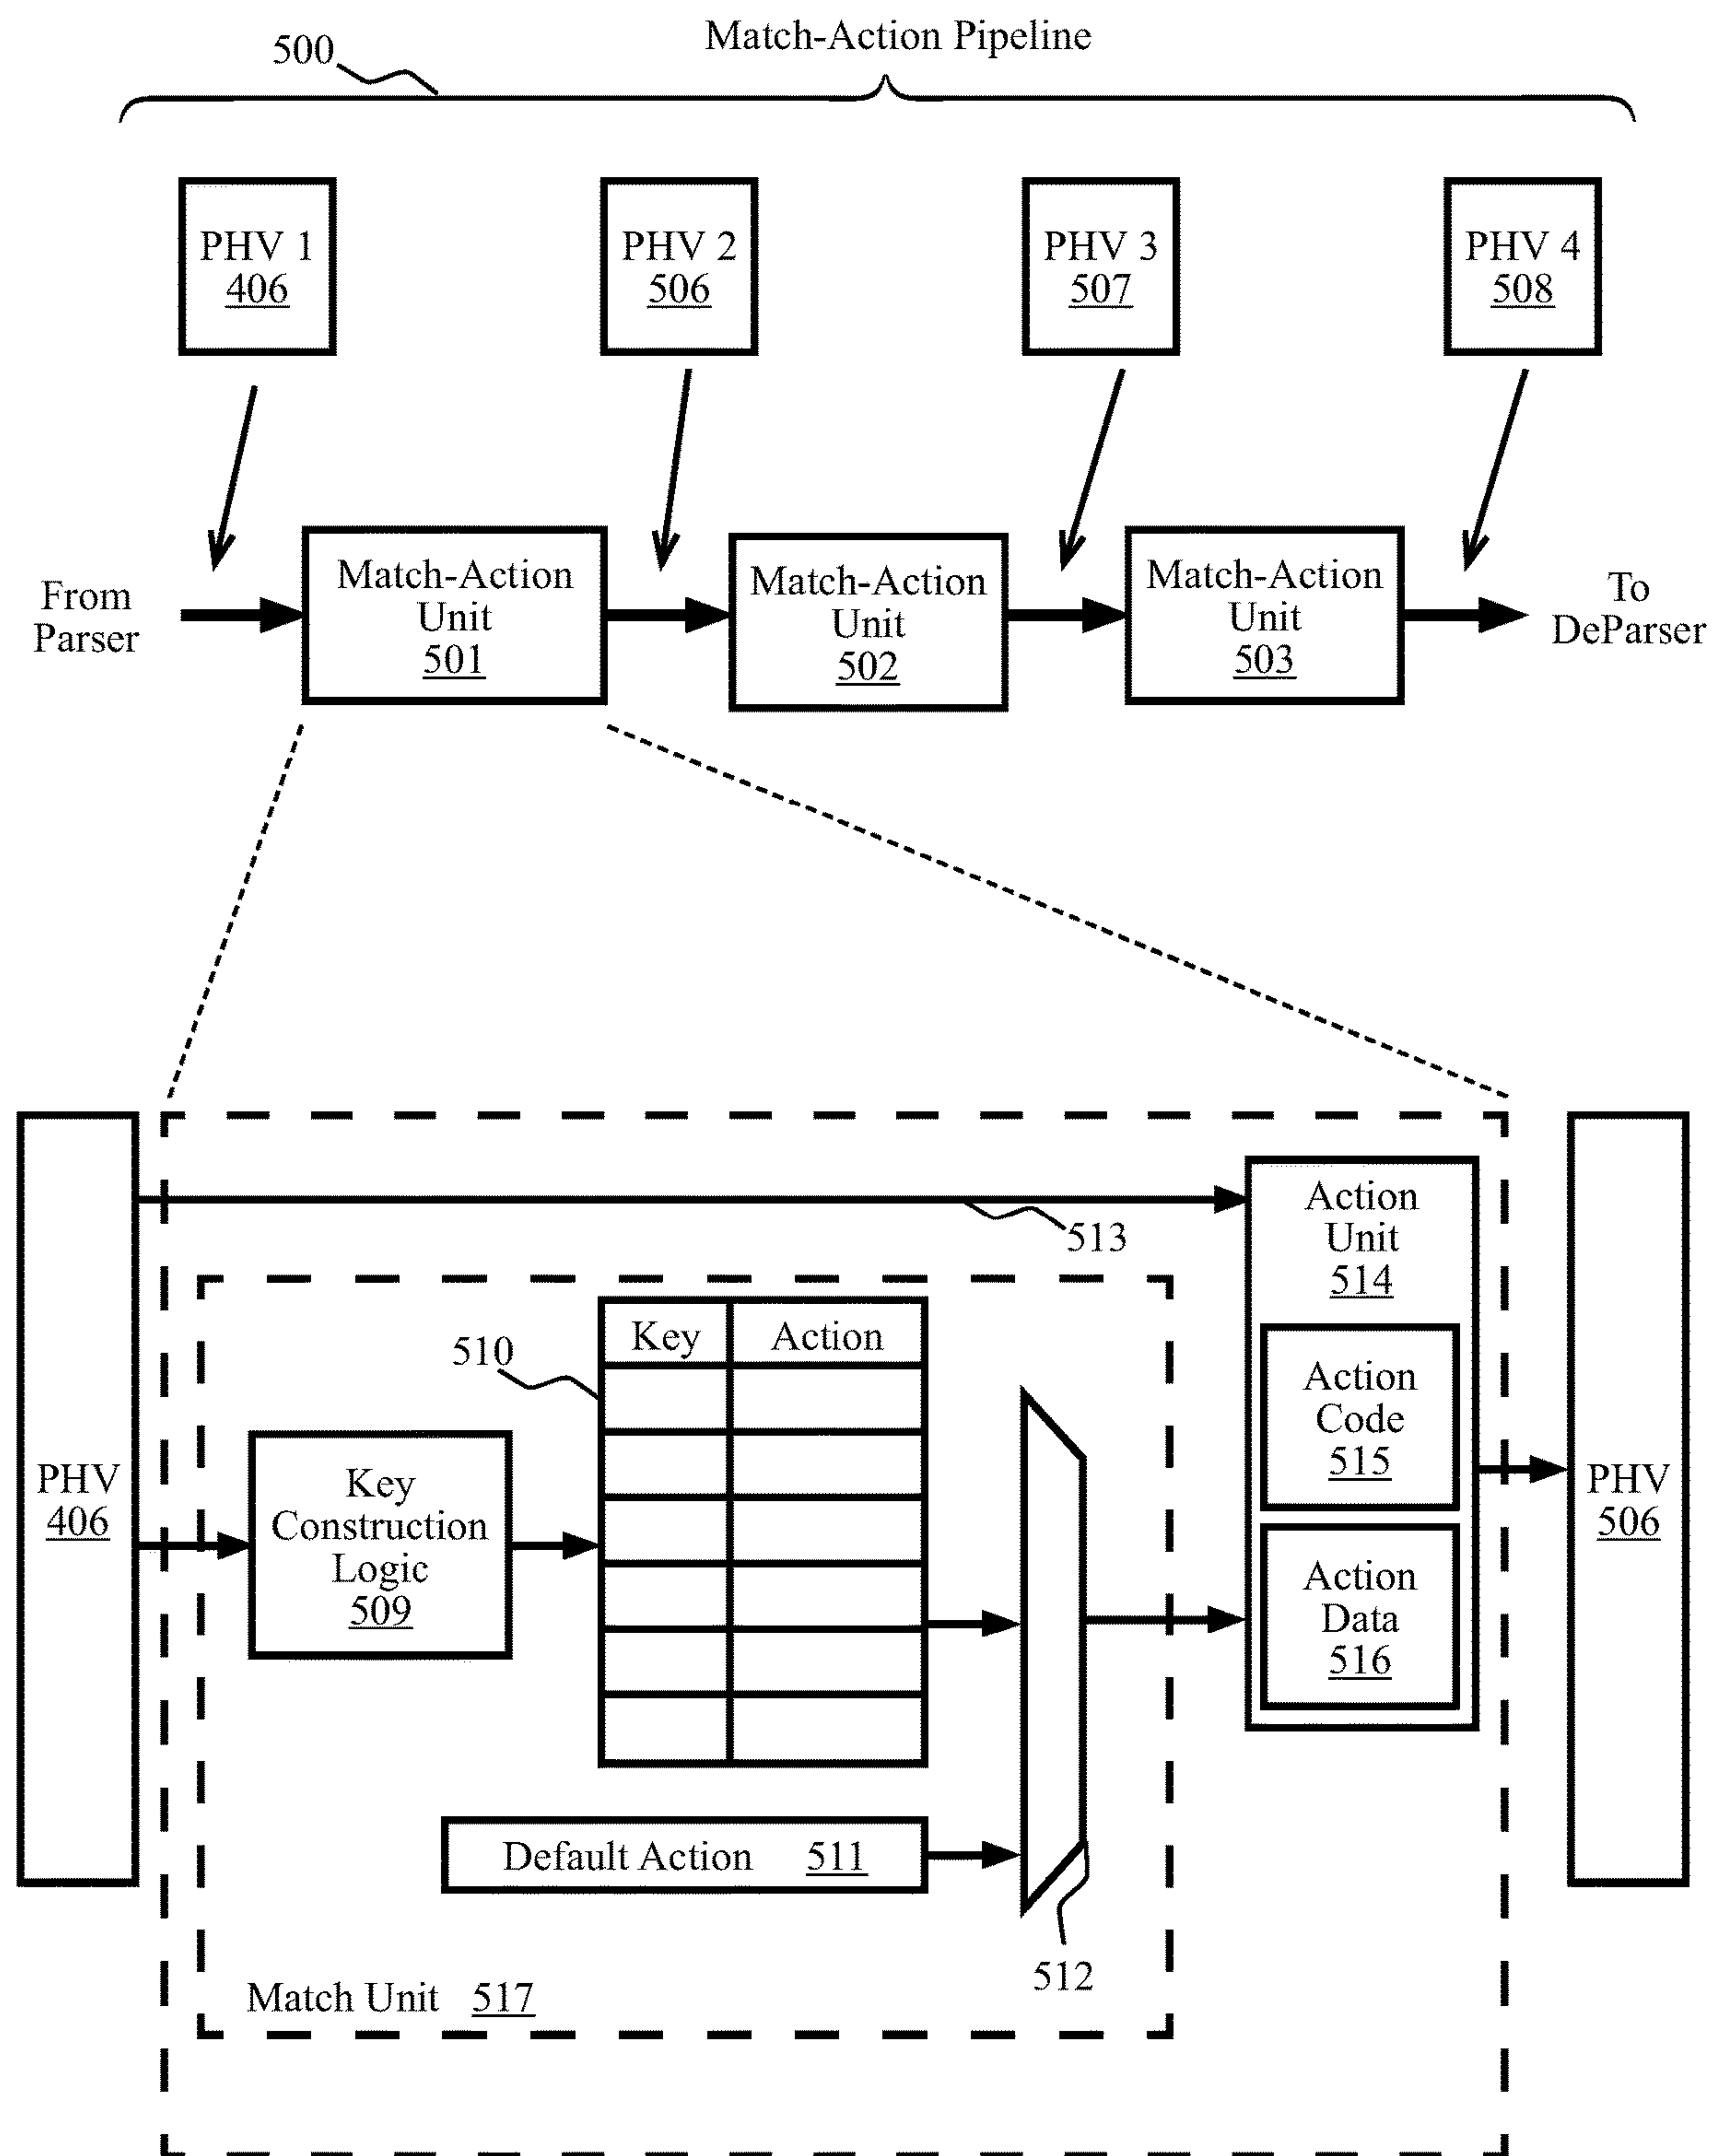 Match-Action Pipeline
500
PHV 1
406
PHV 2
506
PHV 3
507
PHV 4
508
From
Parser
Match-Action
Unit
501
Match-Action
Unit
502
Match-Action
Unit
503
To
DeParser
PHV
406
513
Action
Unit
514
510
Key
Action
Key
Construction
Logic
509
Action
Code
515
Action
Data
516
PHV
506
Default Action 511
512
Match Unit 517